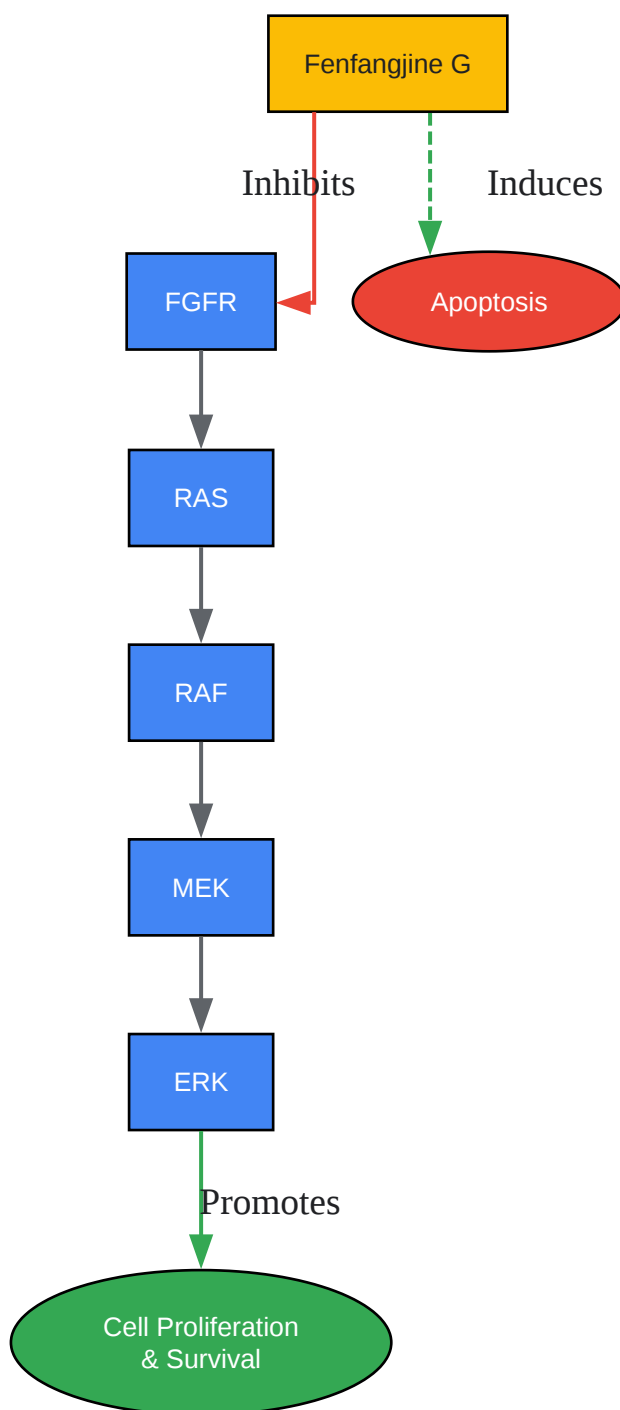 Fenfangjine G
Inhibits
Induces
FGFR
Apoptosis
RAS
RAF
MEK
ERK
Promotes
Cell Proliferation
& Survival